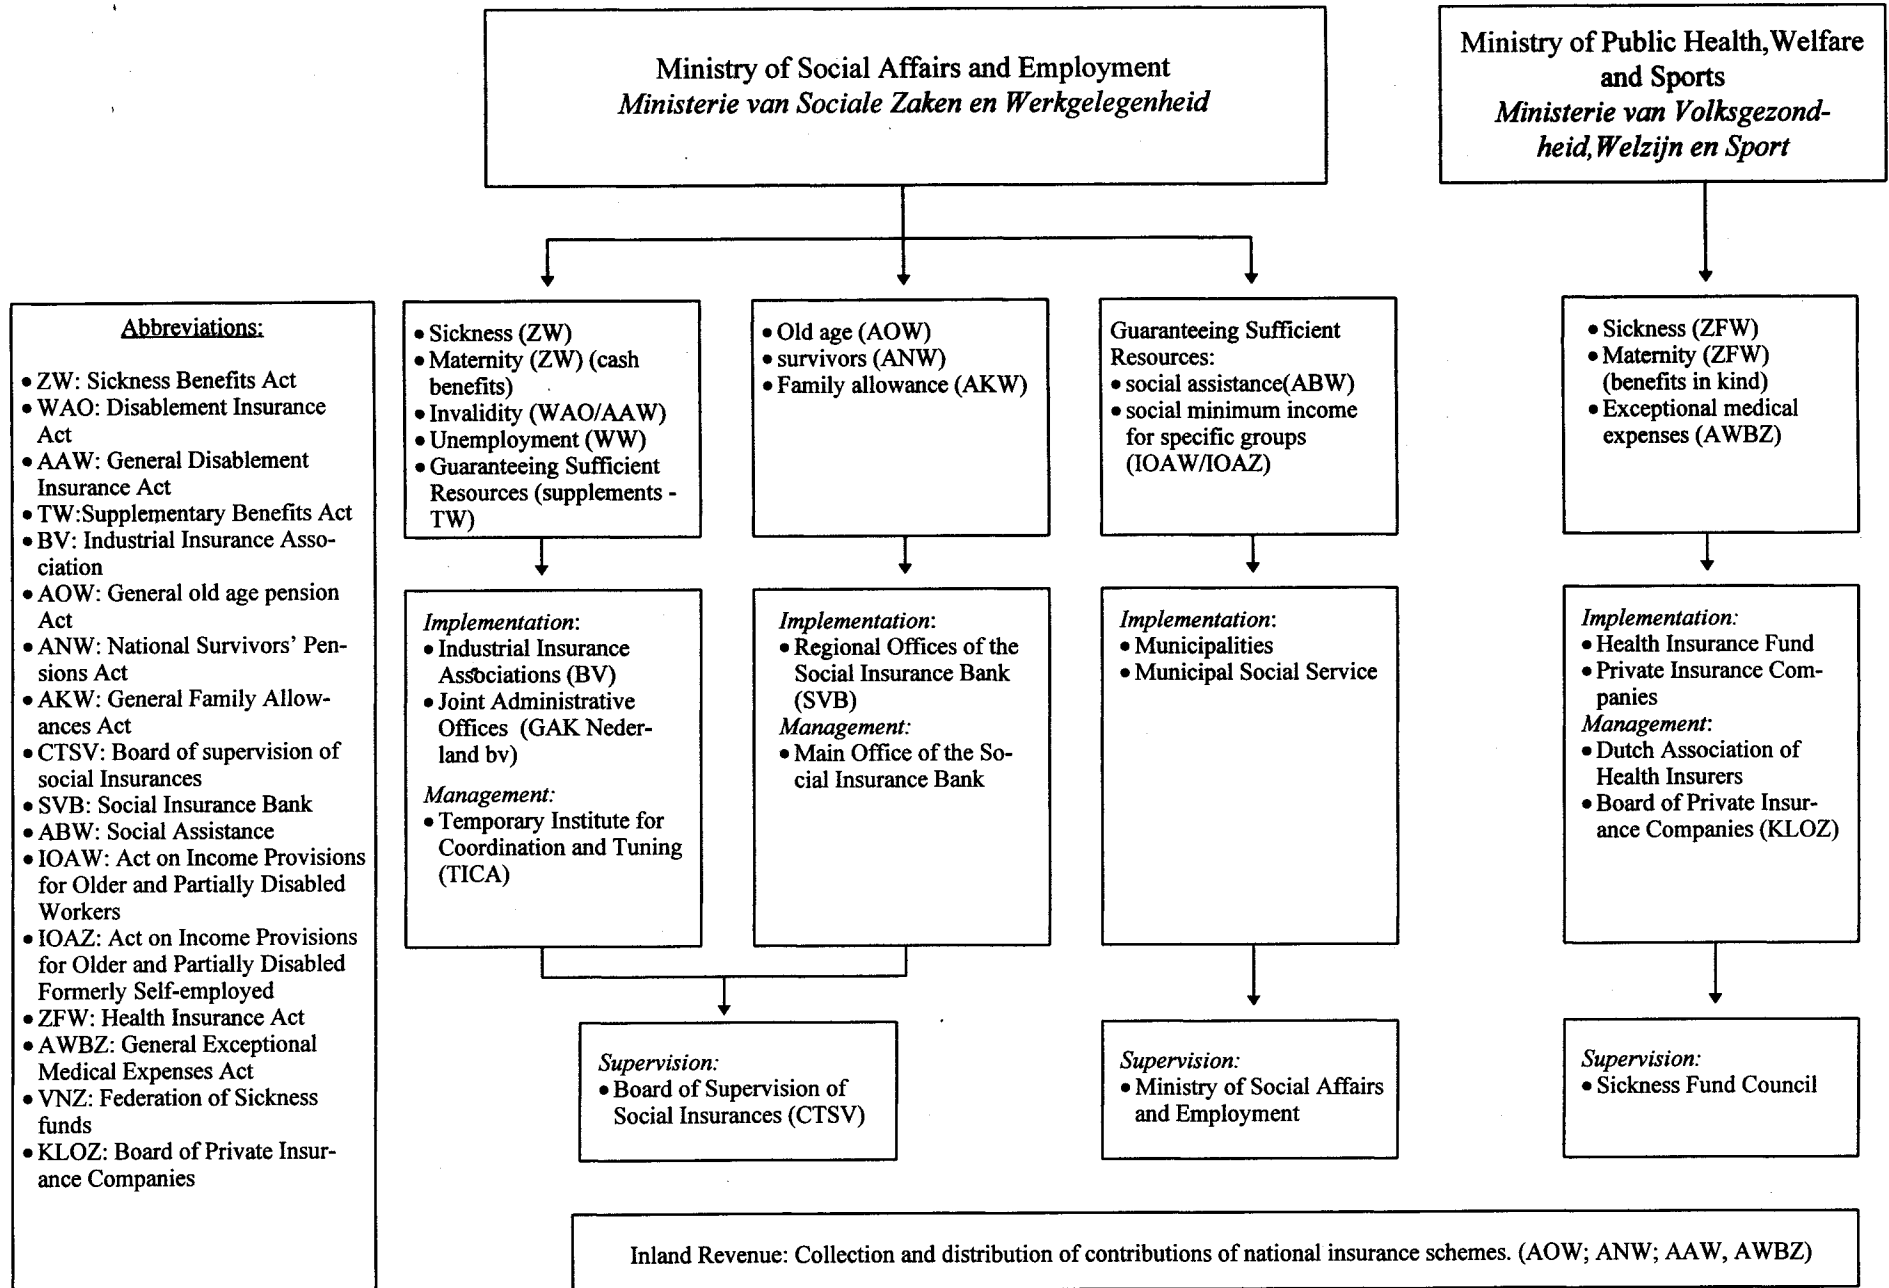 Ministry of Social Affairs and Employment
Ministerie van Sociale Zaken en Werkgelegenheid
Ministry of Public Health,Welfare
and Sports
Ministerie van Volksgezond-
heid,Welzijn en Sport
Abbreviations:
• ZW: Sickness Benefits Act
• WAO: Disablement Insurance
Act
• AAW: General Disablement
Insurance Act
• TW:Supplementary Benefits Act
• BV: Industrial Insurance Asso-
ciation
• AOW: General old age pension
Act
• ANW: National Survivors' Pen-
sions Act
• AKW: General Family Allow-
ances Act
• CTSV: Board of supervision of
social Insurances
• SVB: Social Insurance Bank
• ABW: Social Assistance
• IOAW: Act on Income Provisions
for Older and Partially Disabled
Workers
• IOAZ: Act on Income Provisions
for Older and Partially Disabled
Formerly Self-employed
• ZFW: Health Insurance Act
• AWBZ: General Exceptional
Medical Expenses Act
• VNZ: Federation of Sickness
funds
• KLOZ: Board of Private Insur-
ance Companies
• Sickness (ZW)
• Maternity (ZW) (cash
benefits)
• Invalidity (WAO/AAW)
• Unemployment (WW)
• Guaranteeing Sufficient
Resources (supplements -
TW)
• Old age (AOW)
• survivors (ANW)
• Family allowance (AKW)
Guaranteeing Sufficient
Resources:
• social assistance(ABW)
• social minimum income
for specific groups
(IOAW/IOAZ)
• Sickness (ZFW)
• Maternity (ZFW)
(benefits in kind)
• Exceptional medical
expenses (AWBZ)
Implementation:
• Industrial Insurance
Associations (BV)
• Joint Administrative
Offices (GAK Neder-
land bv)
Management:
• Temporary Institute for
Coordination and Tuning
(TICA)
Implementation:
• Regional Offices of the
Social Insurance Bank
(SVB)
Management:
• Main Office of the So-
cial Insurance Bank
Implementation:
• Municipalities
• Municipal Social Service
Implementation:
• Health Insurance Fund
• Private Insurance Com-
panies
Management:
• Dutch Association of
Health Insurers
• Board of Private Insur-
ance Companies (KLOZ)
Supervision:
• Board of Supervision of
Social Insurances (CTSV)
Supervision:
• Ministry of Social Affairs
and Employment
Supervision:
• Sickness Fund Council
Inland Revenue: Collection and distribution of contributions of national insurance schemes. (AOW; ANW; AAW, AWBZ)